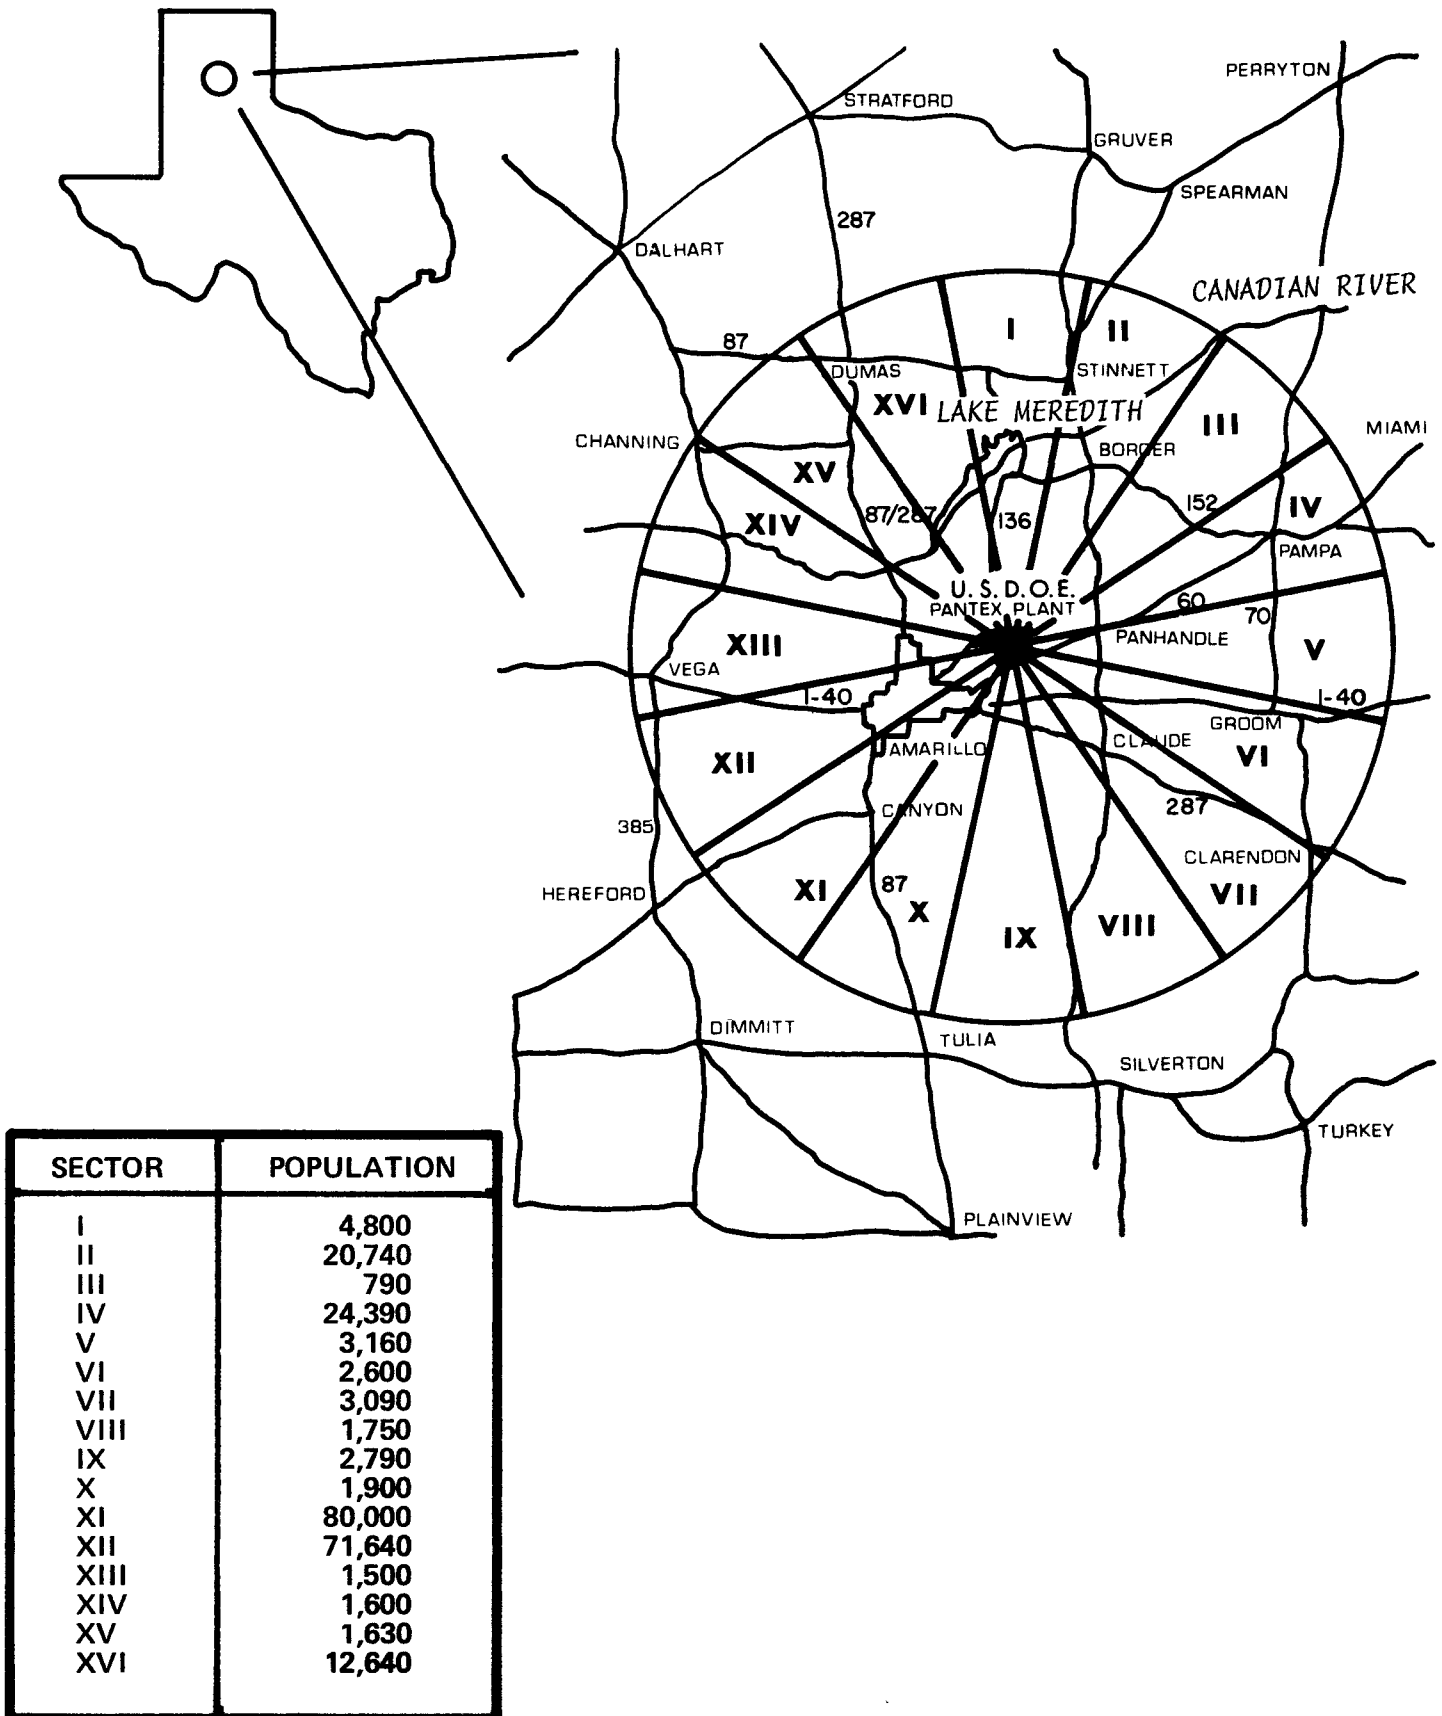 PERRYTON
STRATFORD
GRUVER
SPEARMAN
287
DALHART
CANADIAN RIVER
I
II
87
DUMAS
STINNETT
XVI
LAKE MEREDITH
III
MIAMI
CHANNING
BORGER
XV
152
IV
XIV
87/287
136
PAMPA
U.S.D.O.E.
PANTEX PLANT
60
70
PANHANDLE
XIII
V
VEGA
I-40
I-40
GROOM
CLAUDE
AMARILLO
VI
XII
287
CANYON
385
CLARENDON
HEREFORD
XI
87
VII
X
VIII
IX
DIMMITT
TULIA
SILVERTON
TURKEY
PLAINVIEW
SECTOR POPULATION
I 4,800
II 20,740
III 790
IV 24,390
V 3,160
VI 2,600
VII 3,090
VIII 1,750
IX 2,790
X 1,900
XI 80,000
XII 71,640
XIII 1,500
XIV 1,600
XV 1,630
XVI 12,640